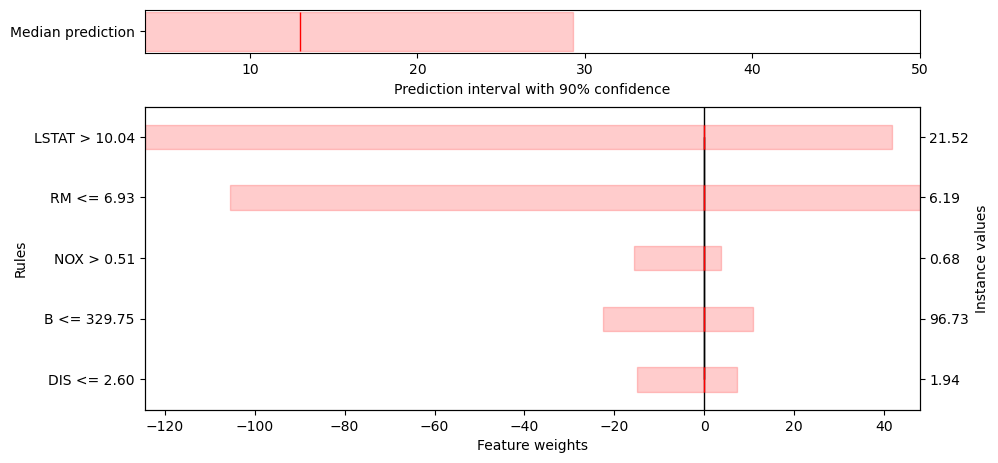 Median prediction
10 20 30 40 50
Prediction interval with 90% confidence
LSTAT > 10.04 21.52
RM <= 6.93 6.19
NOX > 0.51 0.68
B <= 329.75 96.73
DIS <= 2.60 1.94
Rules
Instance values
−120 −100 −80 −60 −40 −20 0 20 40
Feature weights